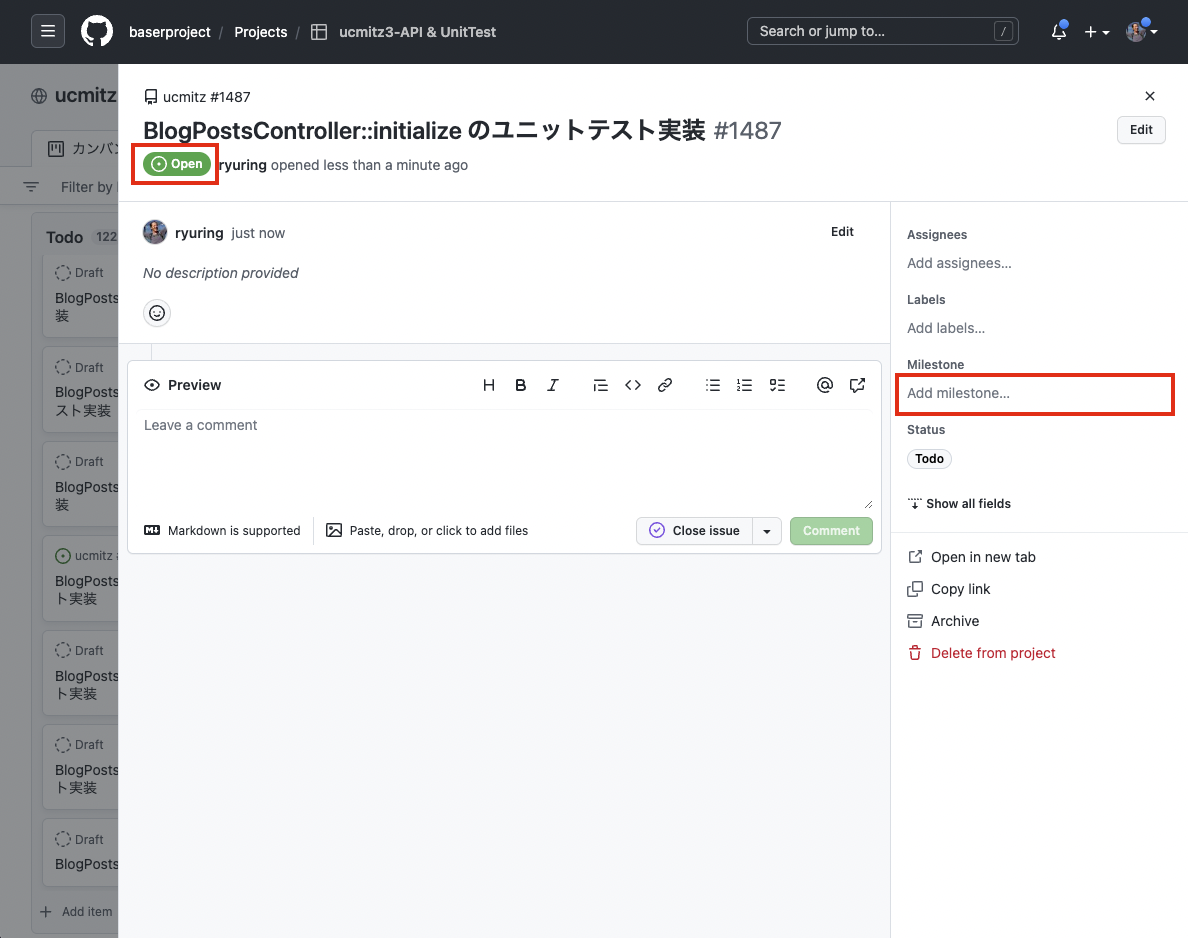 baserproject / Projects / ucmitz3-API & UnitTest
Search or jump to... /
ucmitz
カンバン
Filter by
Todo 122
Draft
BlogPosts
装
Draft
BlogPosts
スト実装
Draft
BlogPosts
装
ucmitz
BlogPosts
ト実装
Draft
BlogPosts
ト実装
Draft
BlogPosts
ト実装
Draft
BlogPosts
Add item
ucmitz #1487
BlogPostsController::initialize のユニットテスト実装 #1487
Edit
Open
ryuring opened less than a minute ago
ryuring just now
Edit
No description provided
Preview
H B I
Leave a comment
Markdown is supported
Paste, drop, or click to add files
Close issue
Comment
Assignees
Add assignees...
Labels
Add labels...
Milestone
Add milestone...
Status
Todo
Show all fields
Open in new tab
Copy link
Archive
Delete from project